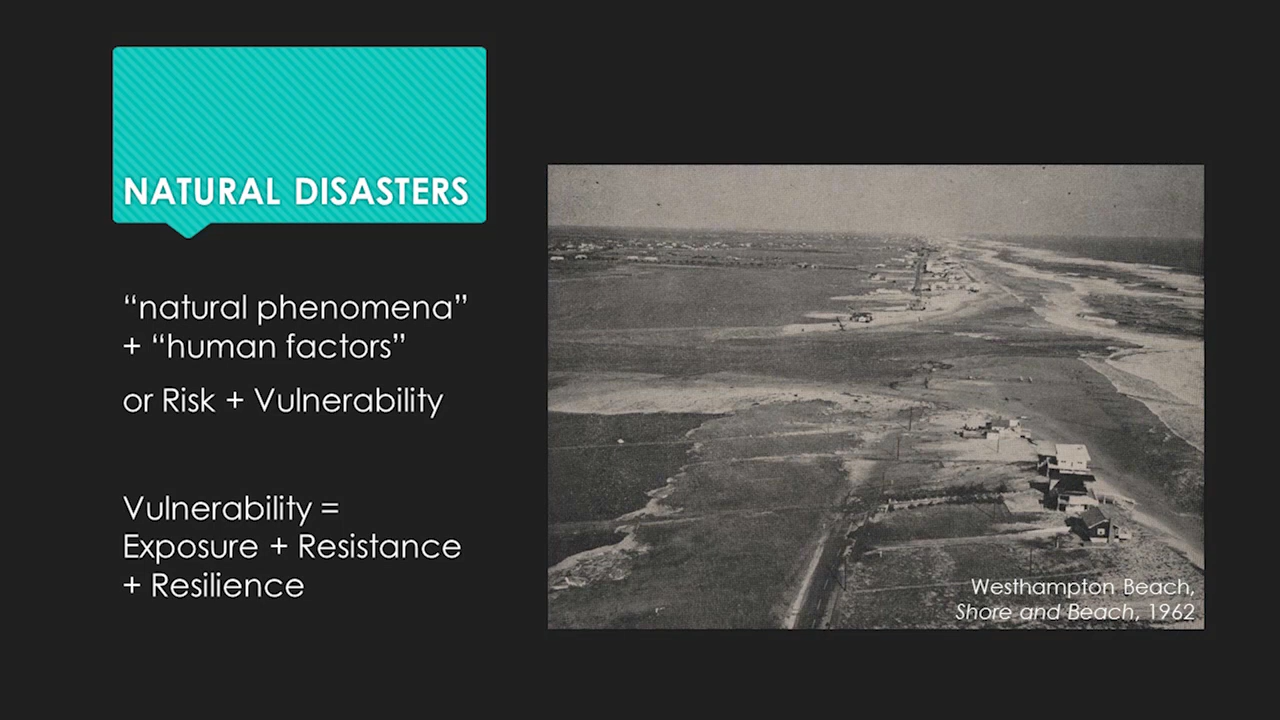 NATURAL DISASTERS
“natural phenomena”
+ “human factors”
or Risk + Vulnerability
Vulnerability =
Exposure + Resistance
+ Resilience
Westhampton Beach,
Shore and Beach, 1962